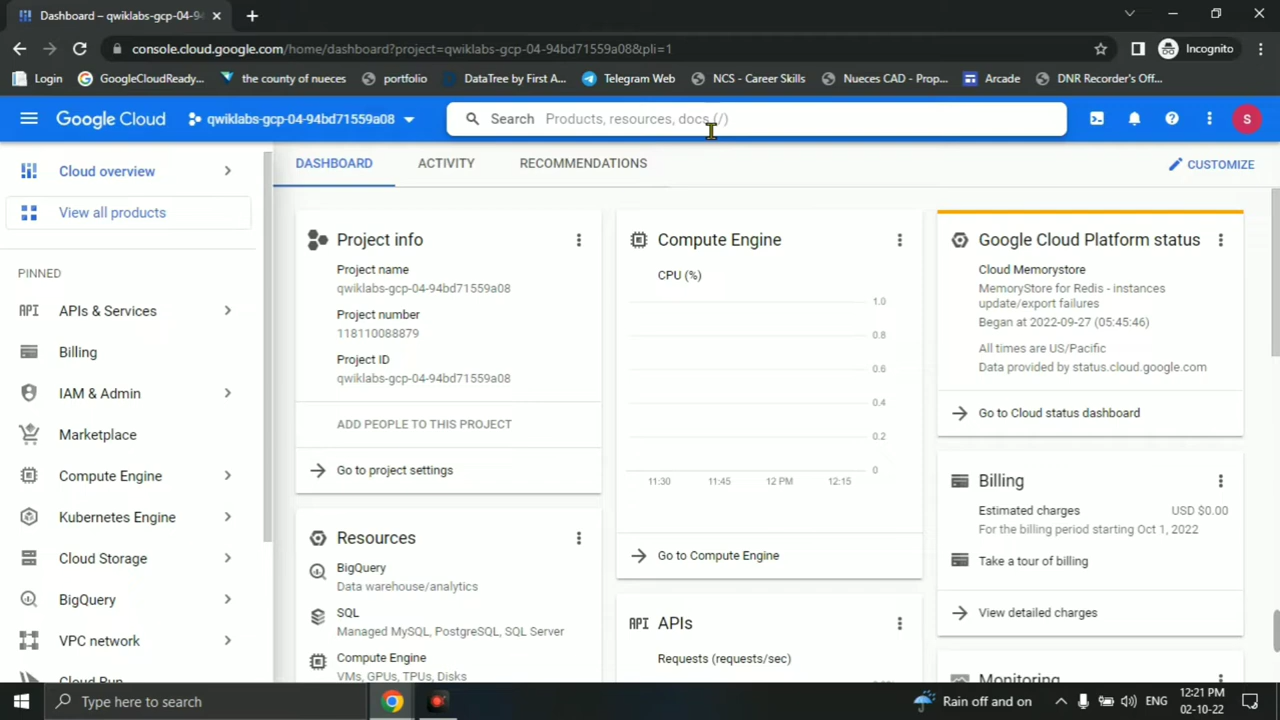 Dashboard – qwiklabs-gcp-04-94
console.cloud.google.com/home/dashboard?project=qwiklabs-gcp-04-94bd71559a08&pli=1
Incognito
Login
GoogleCloudReady...
the county of nueces
portfolio
DataTree by First A...
Telegram Web
NCS - Career Skills
Nueces CAD - Prop...
Arcade
DNR Recorder's Off...
Google Cloud
qwiklabs-gcp-04-94bd71559a08
Search Products, resources, docs (/)
S
Cloud overview
View all products
PINNED
API APIs & Services
Billing
IAM & Admin
Marketplace
Compute Engine
Kubernetes Engine
Cloud Storage
BigQuery
VPC network
Cloud Run
DASHBOARD
ACTIVITY
RECOMMENDATIONS
CUSTOMIZE
Project info
Project name
qwiklabs-gcp-04-94bd71559a08
Project number
118110088879
Project ID
qwiklabs-gcp-04-94bd71559a08
ADD PEOPLE TO THIS PROJECT
Go to project settings
Resources
BigQuery
Data warehouse/analytics
SQL
Managed MySQL, PostgreSQL, SQL Server
Compute Engine
VMs, GPUs, TPUs, Disks
Compute Engine
CPU (%)
1.0
0.8
0.6
0.4
0.2
0
11:30
11:45
12 PM
12:15
Go to Compute Engine
API APIs
Requests (requests/sec)
Google Cloud Platform status
Cloud Memorystore
MemoryStore for Redis - instances
update/export failures
Began at 2022-09-27 (05:45:46)
All times are US/Pacific
Data provided by status.cloud.google.com
Go to Cloud status dashboard
Billing
Estimated charges USD $0.00
For the billing period starting Oct 1, 2022
Take a tour of billing
View detailed charges
Monitoring
Type here to search
Rain off and on
ENG
12:21 PM
02-10-22